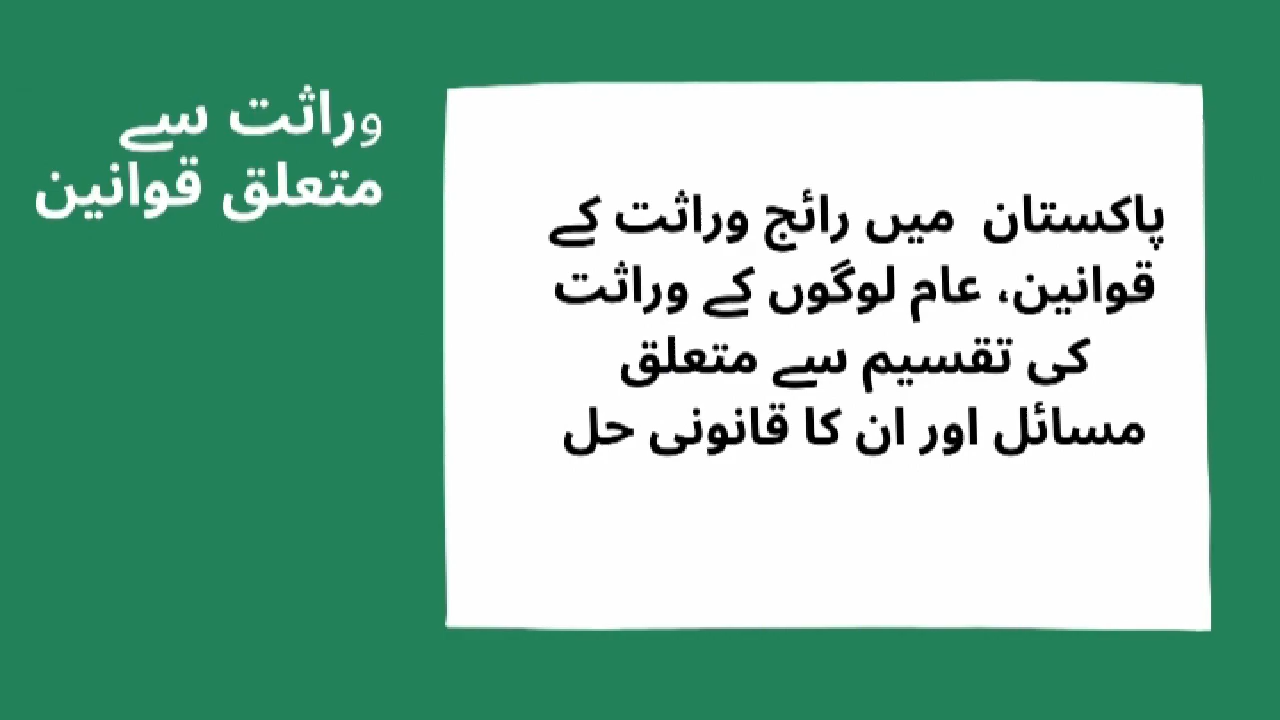 وراثت سے
متعلق قوانین
پاکستان میں رائج وراثت کے
قوانین، عام لوگوں کے وراثت
کی تقسیم سے متعلق
مسائل اور ان کا قانونی حل